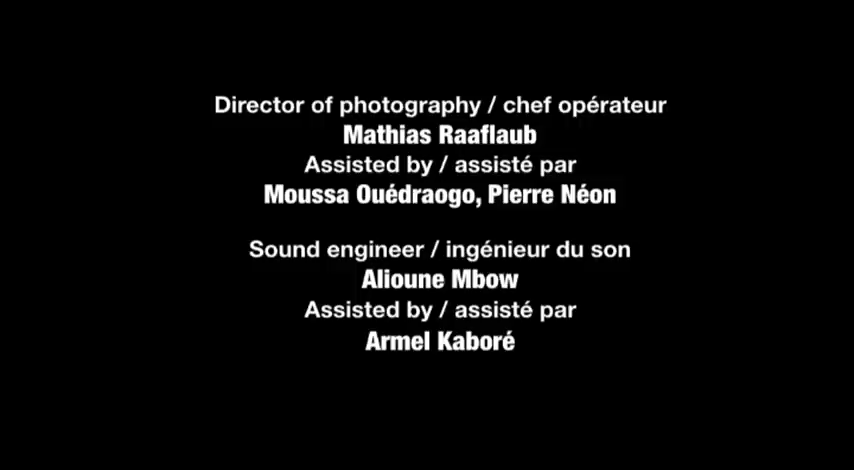 Director of photography / chef opérateur
Mathias Raaflaub
Assisted by / assisté par
Moussa Ouédraogo, Pierre Néon
Sound engineer / ingénieur du son
Alioune Mbow
Assisted by / assisté par
Armel Kaboré